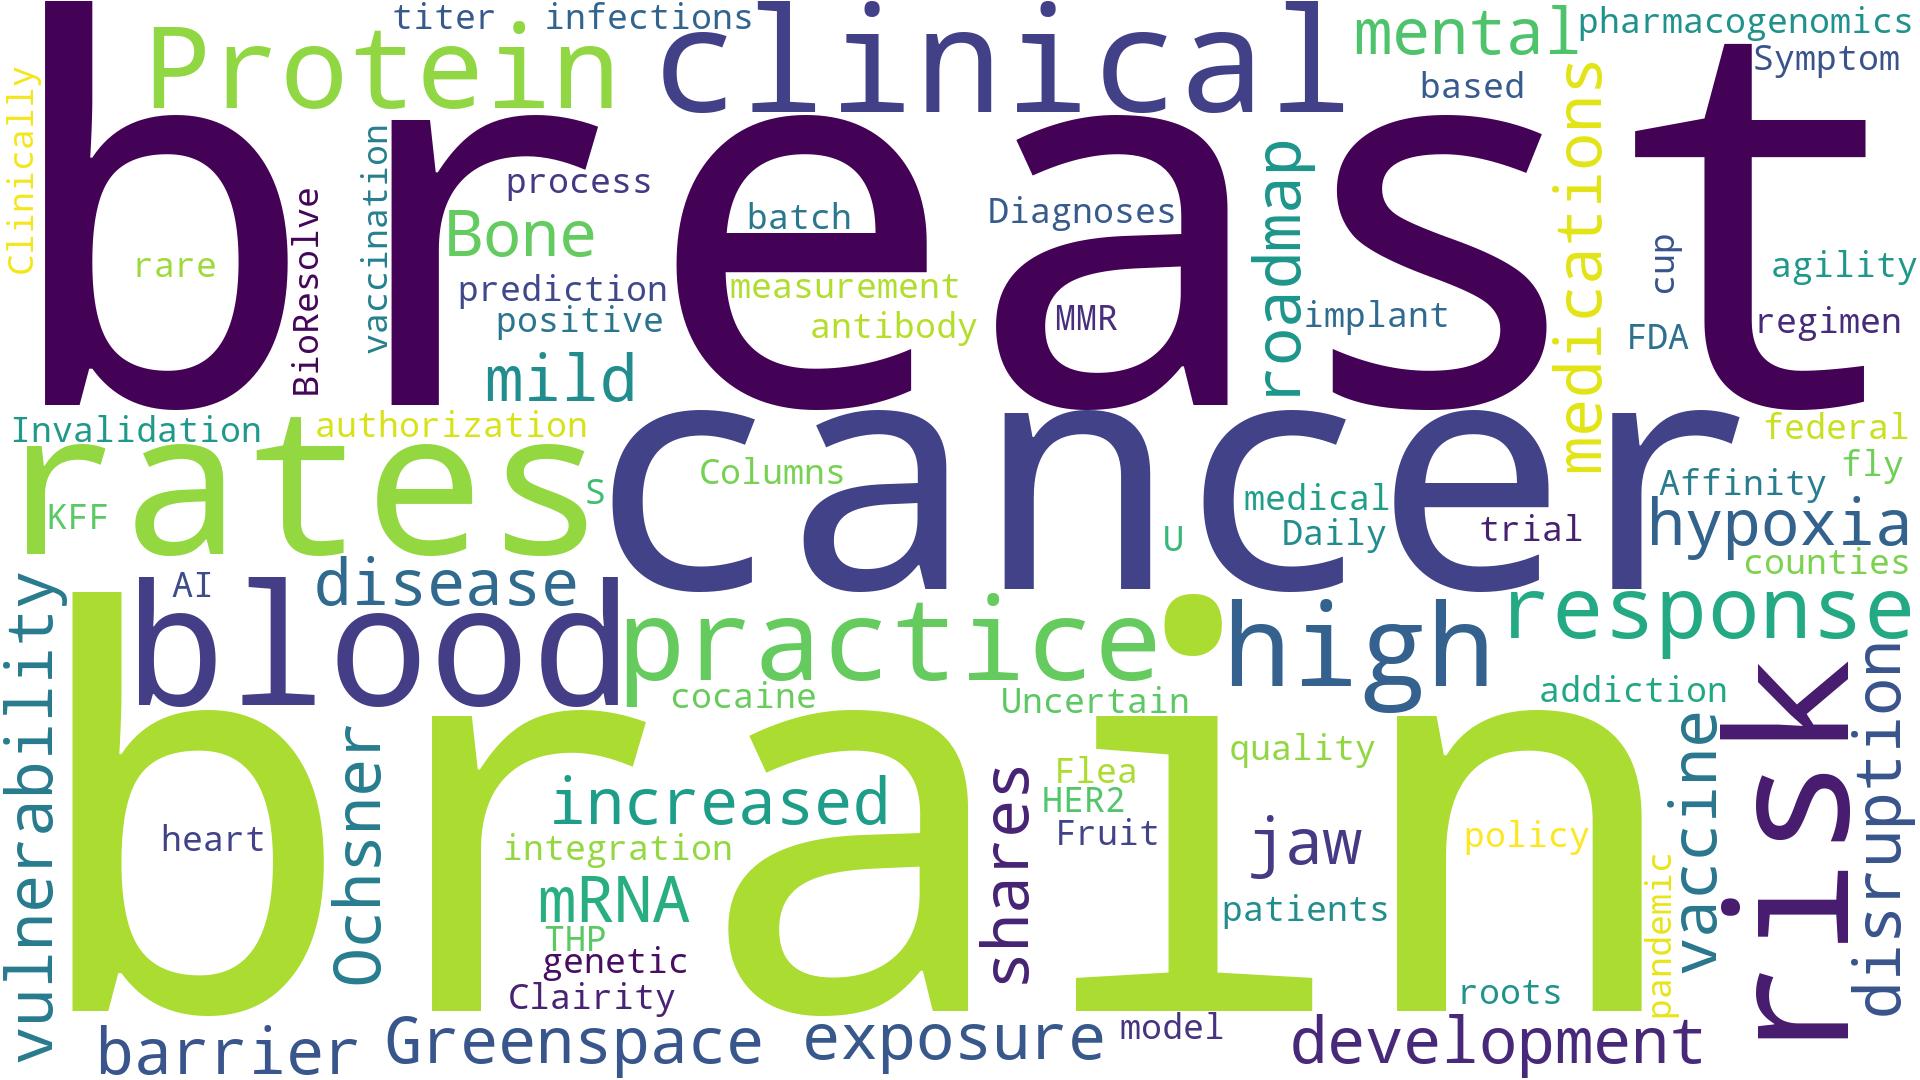 titer
infections
mental
pharmacogenomics
Protein
clinical
Symptom
based
Clinically
breast
vaccination
process
BioResolve
Bone
batch
Diagnoses
roadmap
medications
rare
prediction
measurement
positive
antibody
MMR
implant
cup
agility
FDA
regimen
mild
Invalidation
authorization
rates
cancer
federal
fly
Columns
KFF
S
medical
Affinity
U
Daily
trial
hypoxia
counties
AI
disease
blood
practice
high
response
vulnerability
cocaine
Uncertain
addiction
brain
Ochsner
increased
shares
Flea
quality
HER2
Fruit
jaw
policy
vaccine
risk
disruption
heart
integration
mRNA
patients
pandemic
THP
genetic
Clairity
roots
barrier
Greenspace
exposure
model
development